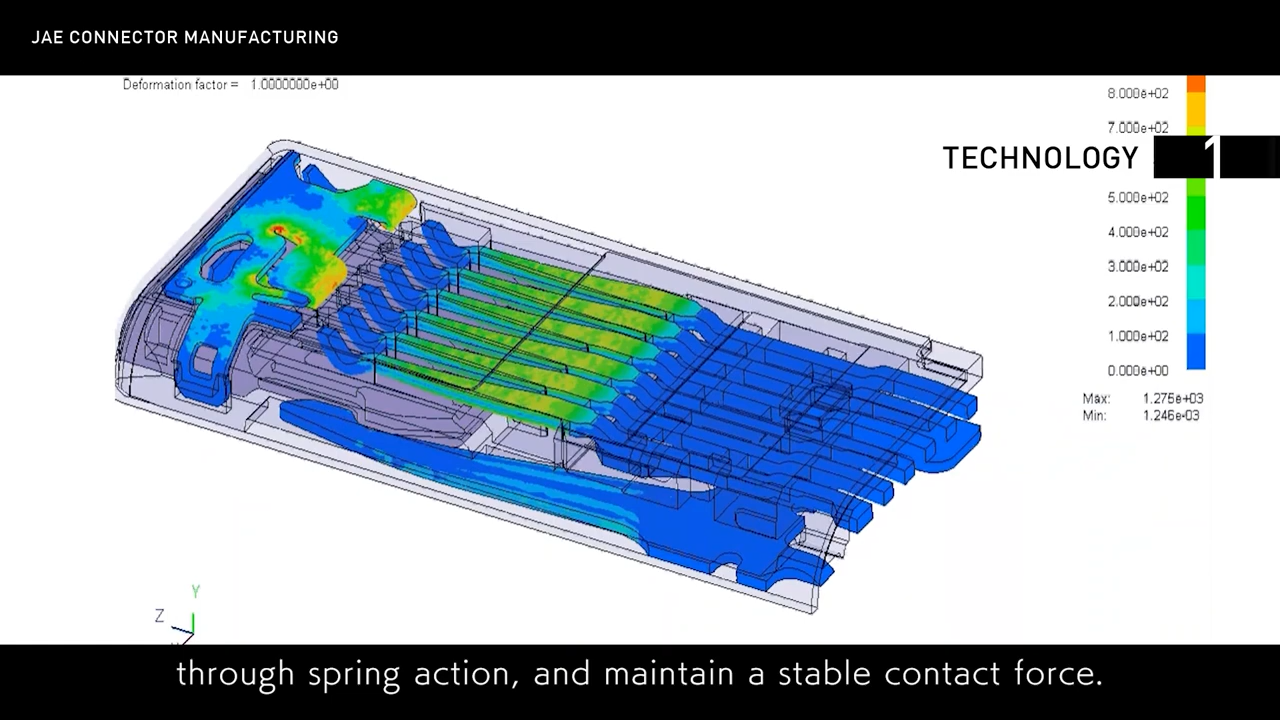 JAE CONNECTOR MANUFACTURING
Deformation factor = 1.0000000e+00
8.000e+02
7.000e+02
TECHNOLOGY 1
5.000e+02
4.000e+02
3.000e+02
2.000e+02
1.000e+02
0.000e+00
Max: 1.275e+03
Min: 1.246e-03
Y
Z
through spring action, and maintain a stable contact force.